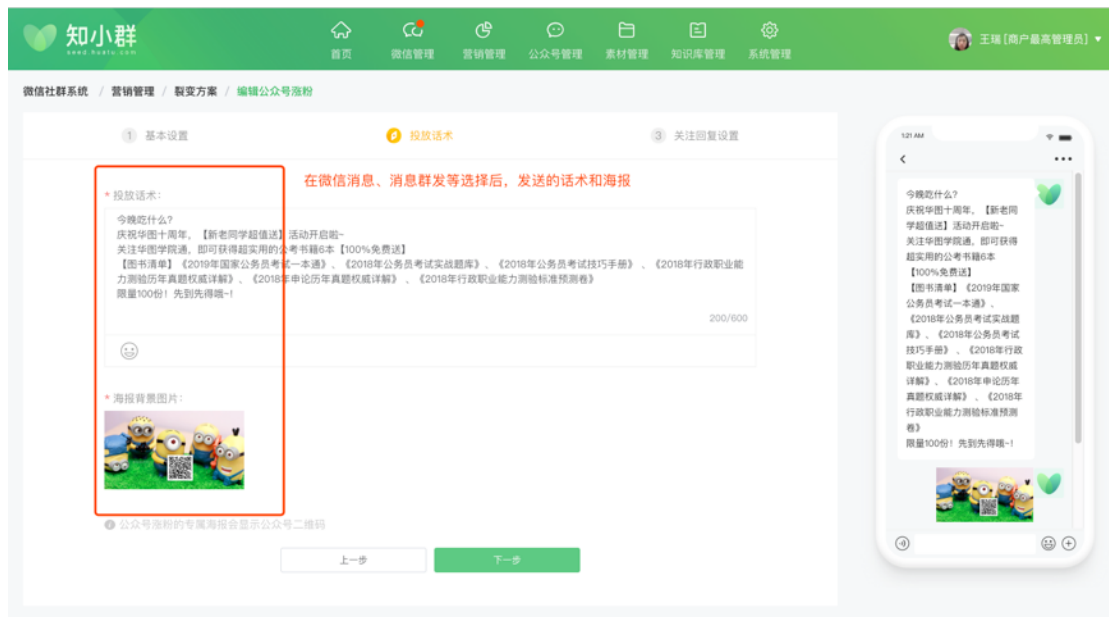 知小群
seed.huatu.com
首页
微信管理
营销管理
公众号管理
素材管理
知识库管理
系统管理
王瑞[商户最高管理员]
微信社群系统 / 营销管理 / 裂变方案 / 编辑公众号涨粉
1 基本设置
投放话术
3 关注回复设置
在微信消息、消息群发等选择后，发送的话术和海报
* 投放话术:
今晚吃什么?
庆祝华图十周年，【新老同学超值送】活动开启啦~
关注华图学院通，即可获得超实用的公考书籍6本【100%免费送】
【图书清单】《2019年国家公务员考试一本通》、《2018年公务员考试实战题库》、《2018年公务员考试技巧手册》 、《2018年行政职业能
力测验历年真题权威详解》、《2018年申论历年真题权威详解》 、《2018年行政职业能力测验标准预测卷》
限量100份! 先到先得哦~!
200/600
* 海报背景图片:
公众号涨粉的专属海报会显示公众号二维码
上一步
下一步
1:21 AM
今晚吃什么?
庆祝华图十周年，【新老同
学超值送】活动开启啦~
关注华图学院通，即可获得
超实用的公考书籍6本
【100%免费送】
【图书清单】《2019年国家
公务员考试一本通》、
《2018年公务员考试实战题
库》、《2018年公务员考试
技巧手册》 、《2018年行政
职业能力测验历年真题权威
详解》、《2018年申论历年
真题权威详解》 、《2018年
行政职业能力测验标准预测
卷》
限量100份! 先到先得哦~!